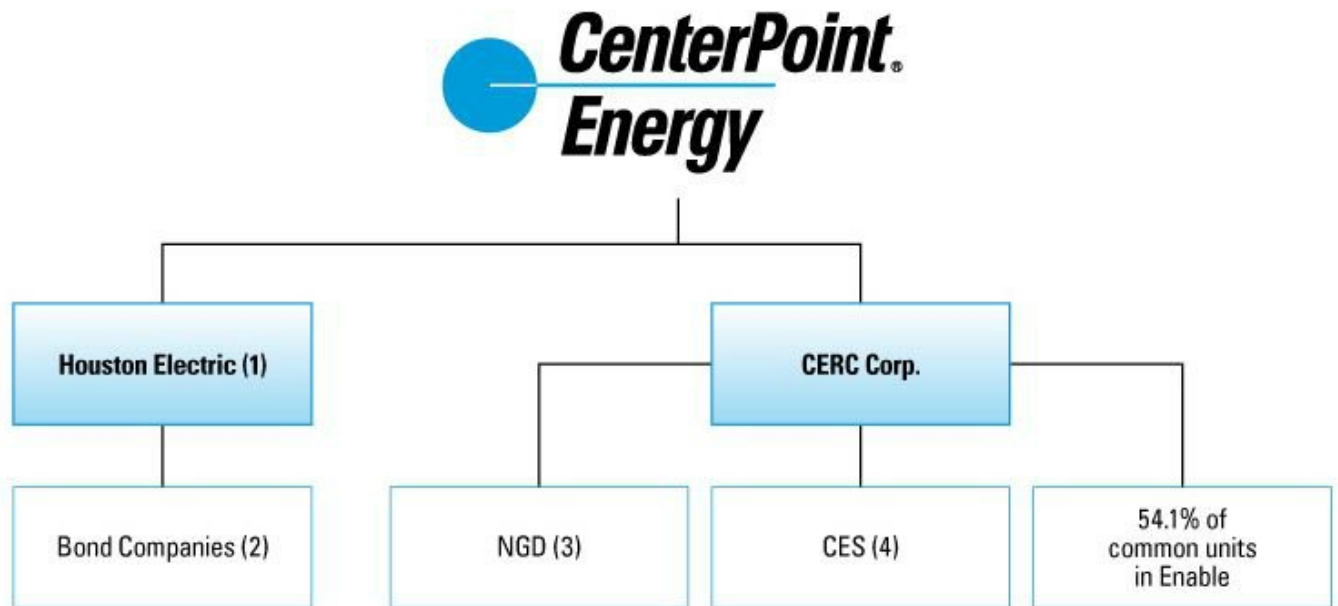 CenterPoint®
Energy
Houston Electric (1)
CERC Corp.
Bond Companies (2)
NGD (3)
CES (4)
54.1% of
common units
in Enable